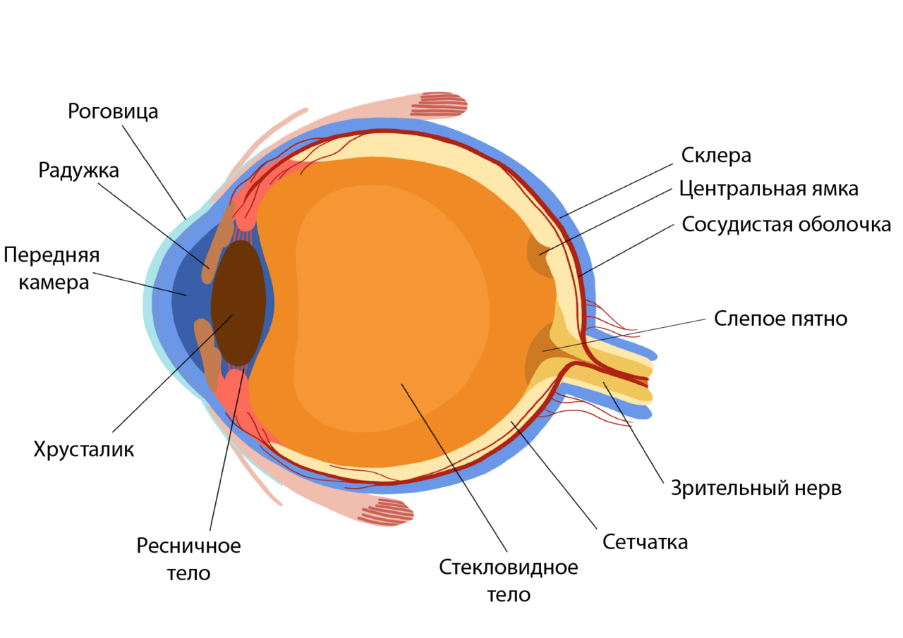 Роговица
Радужка
Передняя
камера
Хрусталик
Ресничное
тело
Стекловидное
тело
Сетчатка
Зрительный нерв
Слепое пятно
Сосудистая оболочка
Центральная ямка
Склера